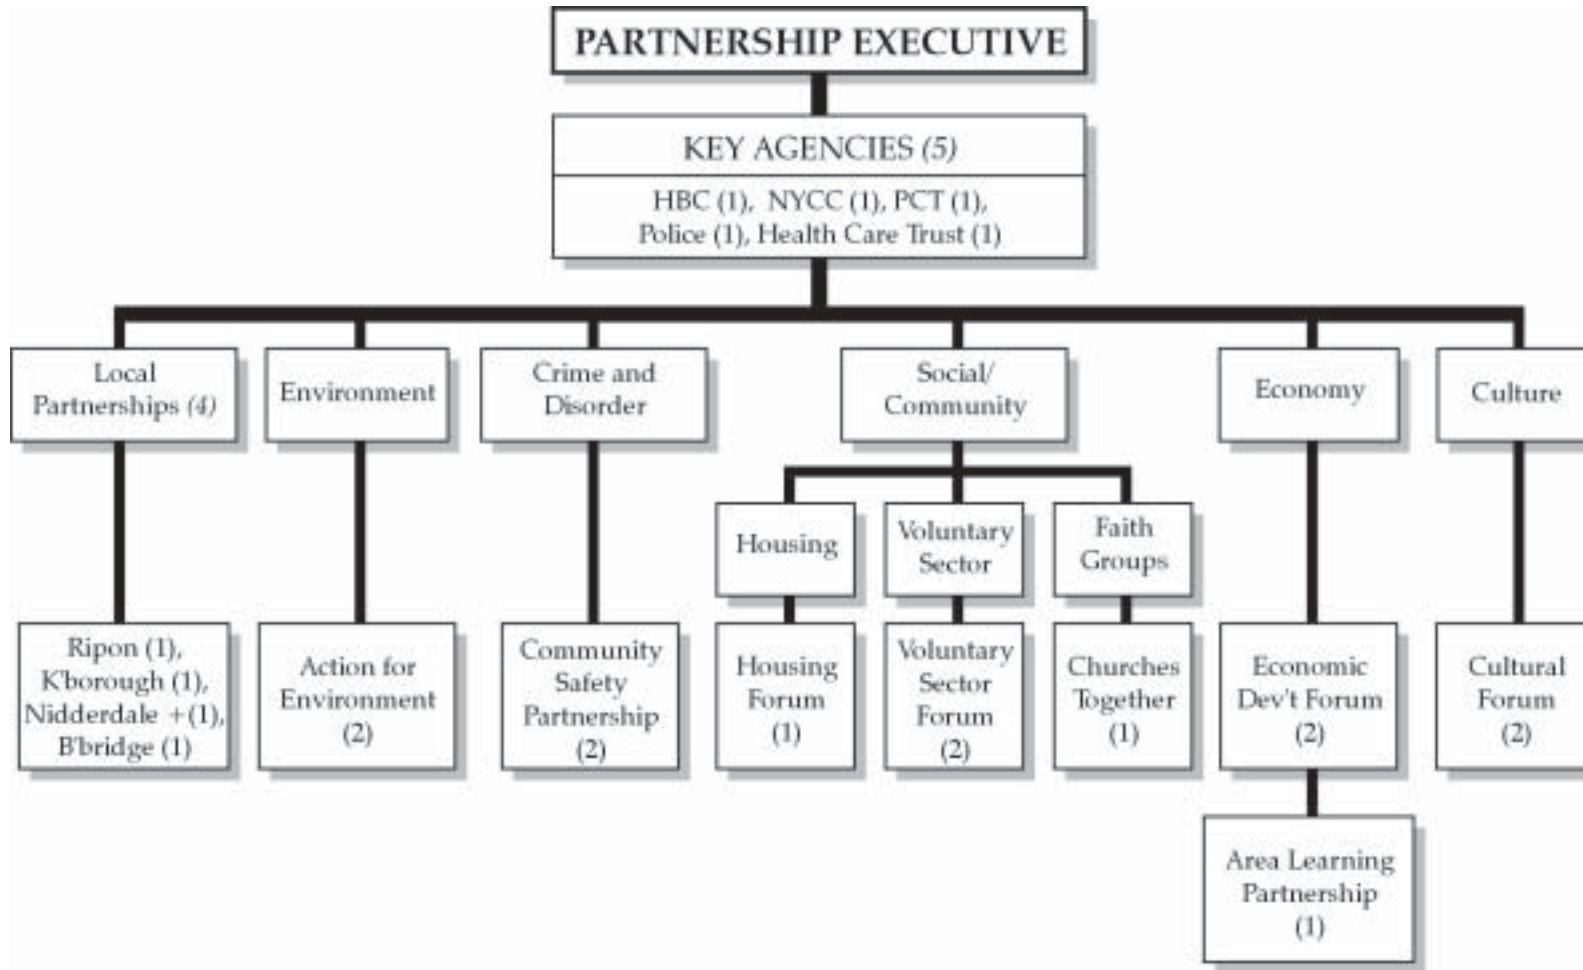 PARTNERSHIP EXECUTIVE
KEY AGENCIES (5)
HBC (1), NYCC (1), PCT (1),
Police (1), Health Care Trust (1)
Local
Partnerships (4)
Environment
Crime and
Disorder
Social/
Community
Economy
Culture
Housing
Voluntary
Sector
Faith
Groups
Ripon (1),
K'borough (1),
Nidderdale +(1),
B'bridge (1)
Action for
Environment
(2)
Community
Safety
Partnership
(2)
Housing
Forum
(1)
Voluntary
Sector
Forum
(2)
Churches
Together
(1)
Economic
Dev't Forum
(2)
Cultural
Forum
(2)
Area Learning
Partnership
(1)